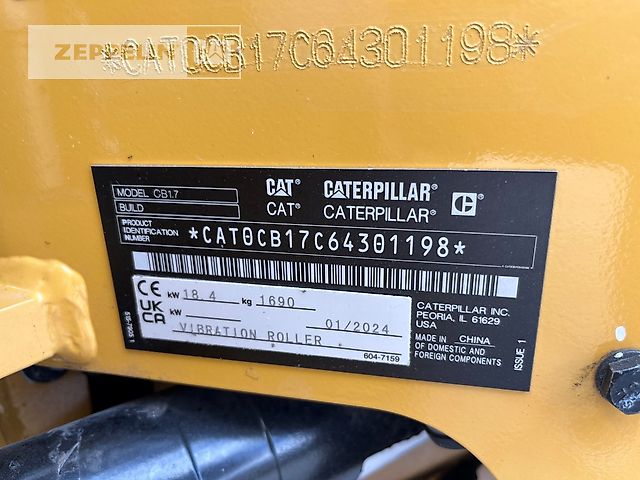 ZEPPELIN
*CAT0CB17C64301198*
MODEL CB1.7
BUILD
CAT® CATERPILLAR®
CAT® CATERPILLAR®
PRODUCT IDENTIFICATION NUMBER *CAT0CB17C64301198*
CE
UK
CA
kW 18.4 kg 1690
kW 01/2024
VIBRATION ROLLER
604-7159
CATERPILLAR INC.
PEORIA, IL 61629
USA
MADE IN CHINA
OF DOMESTIC AND
FOREIGN COMPONENTS
ISSUE 1